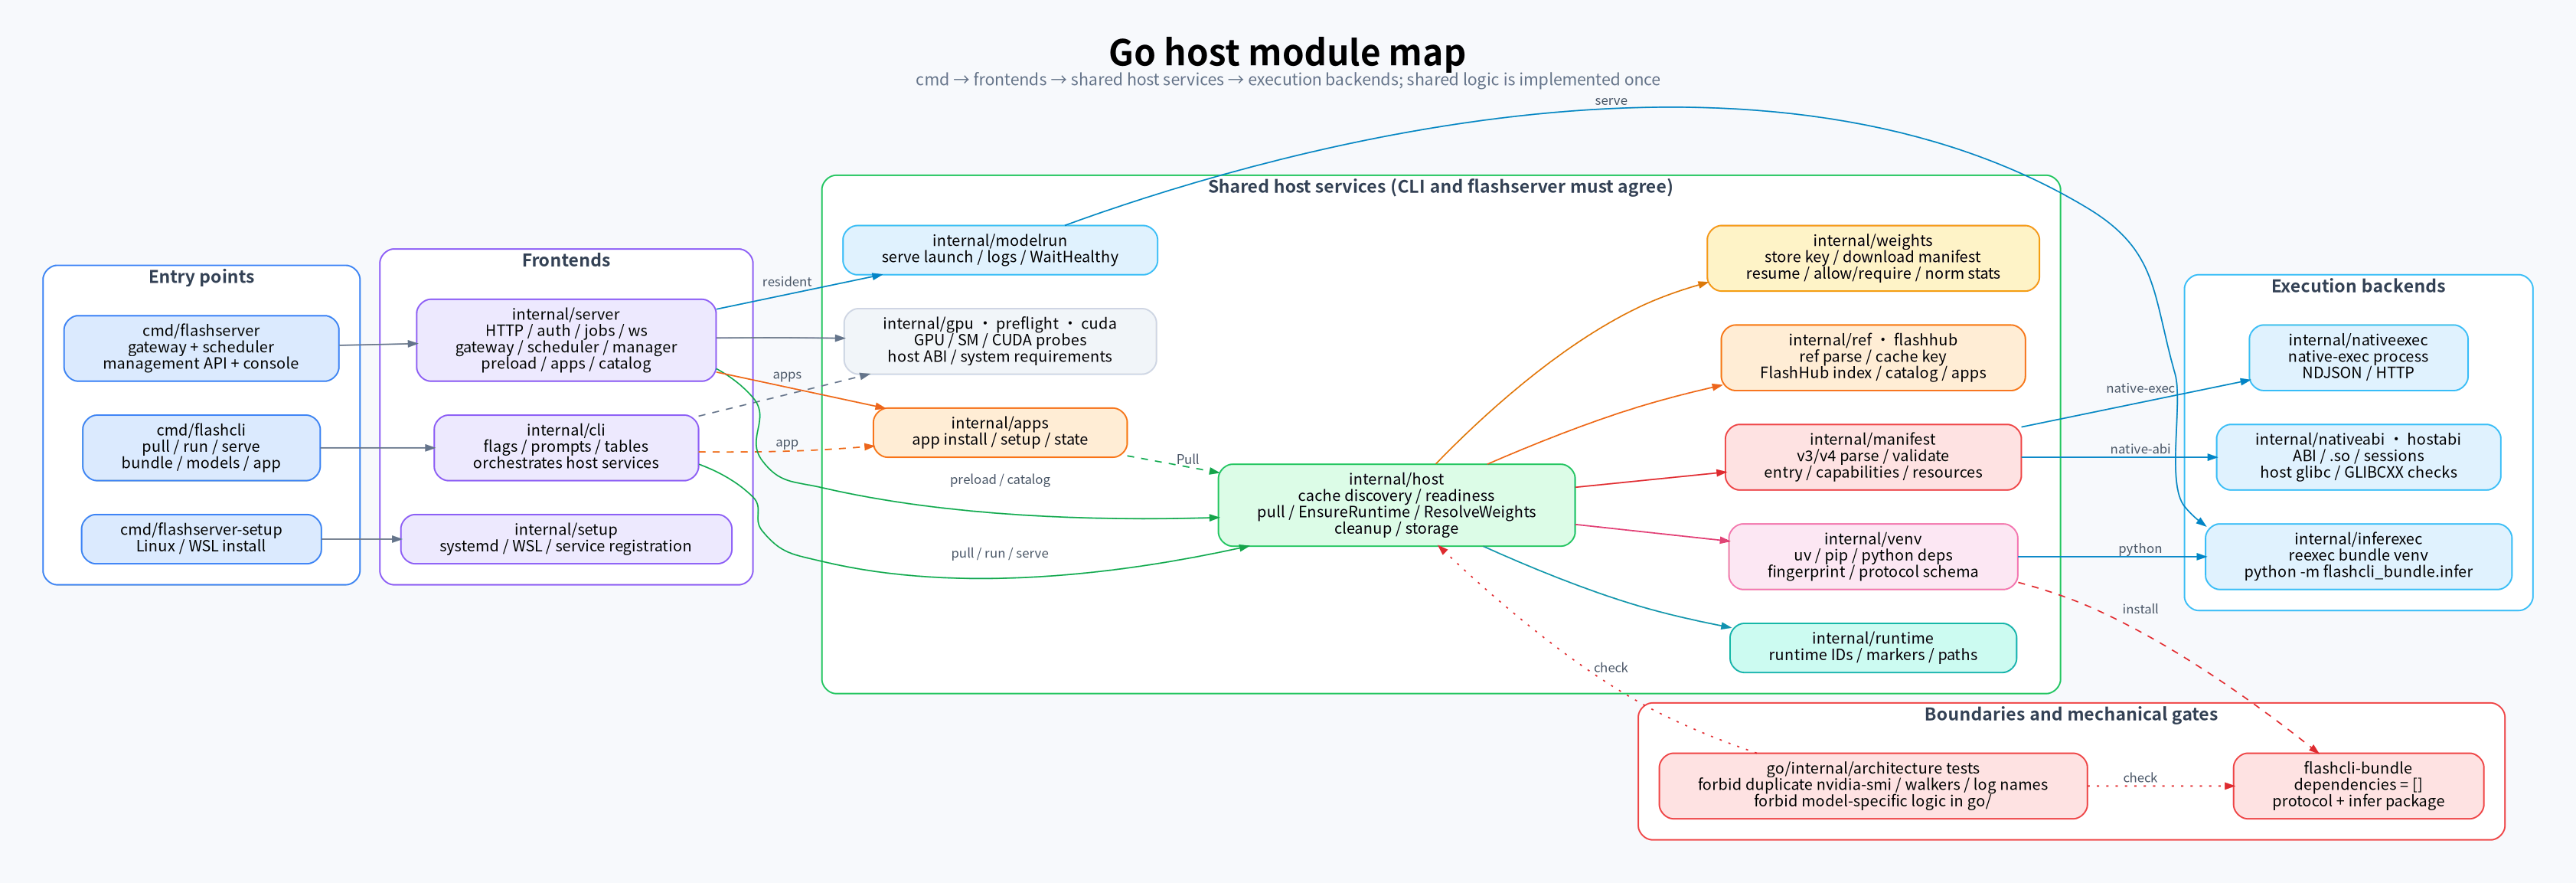 Go host module map
cmd → frontends → shared host services → execution backends; shared logic is implemented once
Entry points
cmd/flashserver
gateway + scheduler
management API + console
cmd/flashcli
pull / run / serve
bundle / models / app
cmd/flashserver-setup
Linux / WSL install
Frontends
internal/server
HTTP / auth / jobs / ws
gateway / scheduler / manager
preload / apps / catalog
internal/cli
flags / prompts / tables
orchestrates host services
internal/setup
systemd / WSL / service registration
resident
apps
app
preload / catalog
pull / run / serve
serve
Shared host services (CLI and flashserver must agree)
internal/modelrun
serve launch / logs / WaitHealthy
internal/gpu • preflight • cuda
GPU / SM / CUDA probes
host ABI / system requirements
internal/apps
app install / setup / state
Pull
internal/host
cache discovery / readiness
pull / EnsureRuntime / ResolveWeights
cleanup / storage
internal/weights
store key / download manifest
resume / allow/require / norm stats
internal/ref • flashhub
ref parse / cache key
FlashHub index / catalog / apps
internal/manifest
v3/v4 parse / validate
entry / capabilities / resources
internal/venv
uv / pip / python deps
fingerprint / protocol schema
internal/runtime
runtime IDs / markers / paths
check
native-exec
native-abi
python
install
Execution backends
internal/nativeexec
native-exec process
NDJSON / HTTP
internal/nativeabi • hostabi
ABI / .so / sessions
host glibc / GLIBCXX checks
internal/inferexec
reexec bundle venv
python -m flashcli_bundle.infer
Boundaries and mechanical gates
go/internal/architecture tests
forbid duplicate nvidia-smi / walkers / log names
forbid model-specific logic in go/
check
flashcli-bundle
dependencies = []
protocol + infer package